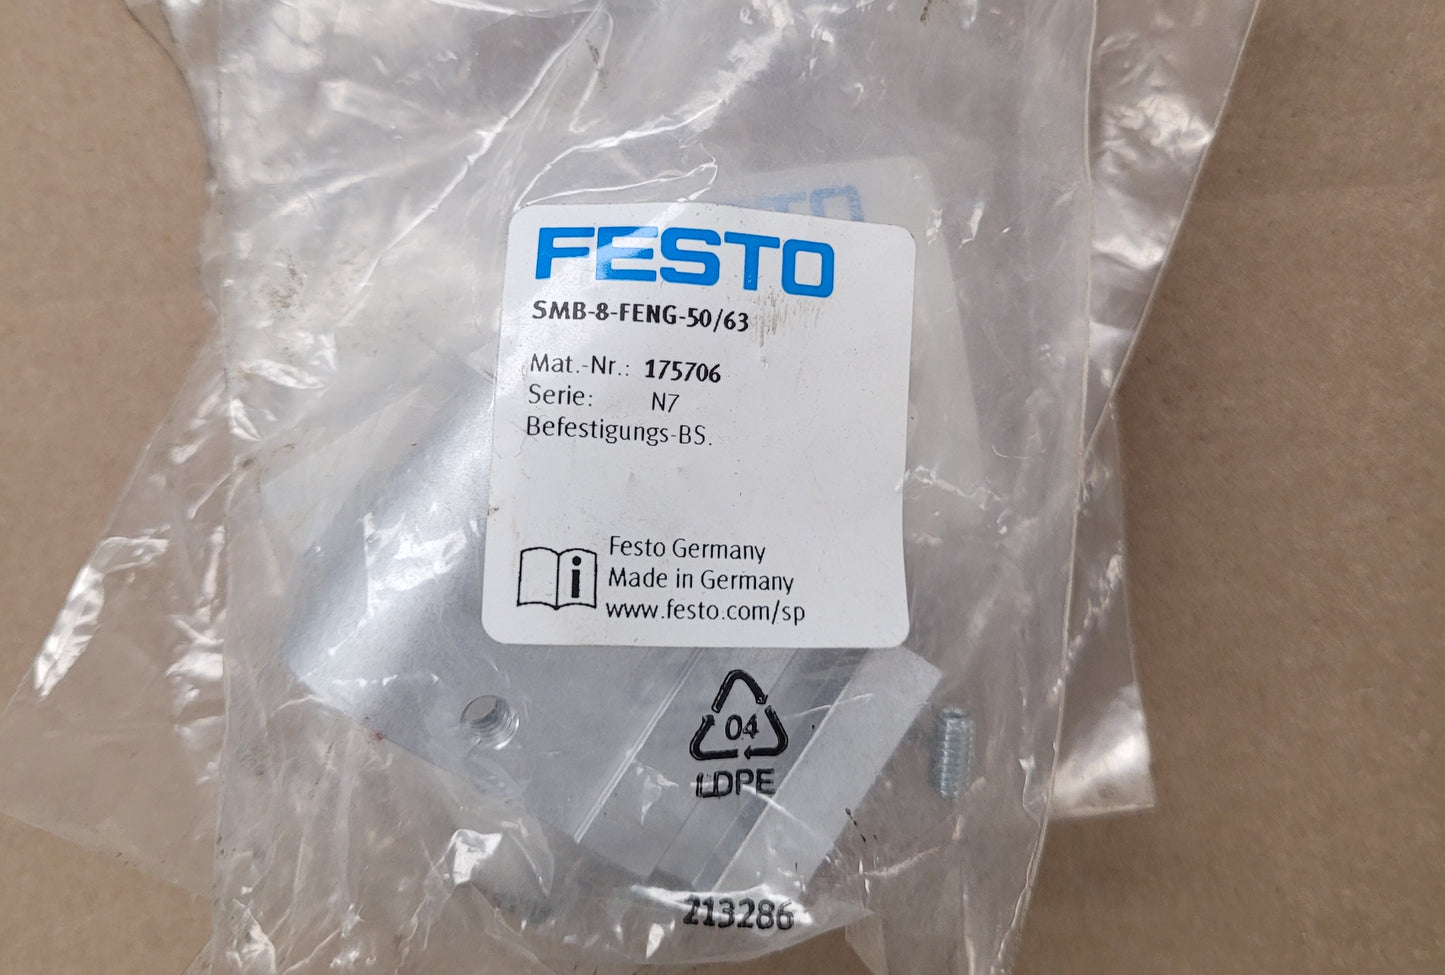 FESTO
SMB-8-FENG-50/63
Mat.-Nr.: 175706
Serie: N7
Befestigungs-BS.
Festo Germany
Made in Germany
www.festo.com/sp
04
LDPE
213286